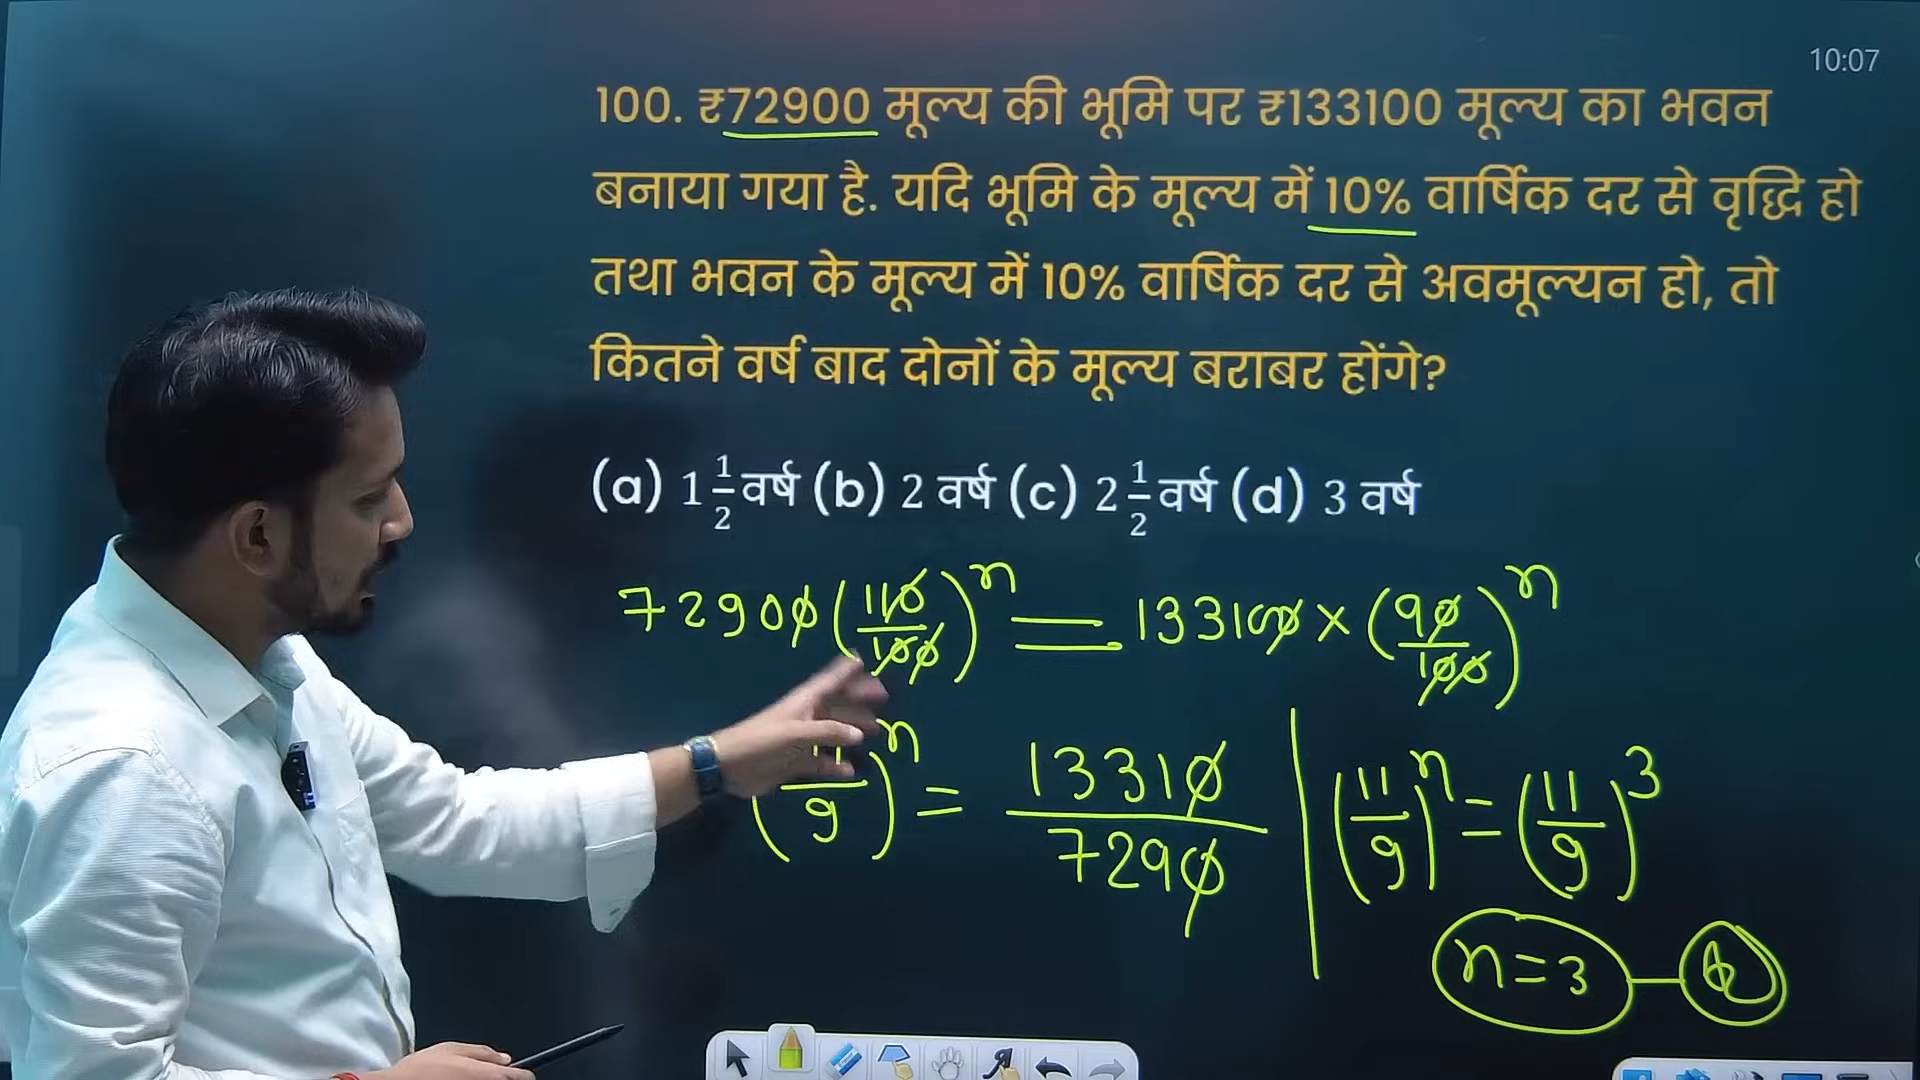 10:07
100. ₹72900 मूल्य की भूमि पर ₹133100 मूल्य का भवन
बनाया गया है. यदि भूमि के मूल्य में 10% वार्षिक दर से वृद्धि हो
तथा भवन के मूल्य में 10% वार्षिक दर से अवमूल्यन हो, तो
कितने वर्ष बाद दोनों के मूल्य बराबर होंगे?
(a) 1 1/2 वर्ष (b) 2 वर्ष (c) 2 1/2 वर्ष (d) 3 वर्ष
72900(110/100)^n = 133100 × (90/100)^n
(11/9)^n = 13310/7290 | (11/9)^n = (11/9)^3
n=3